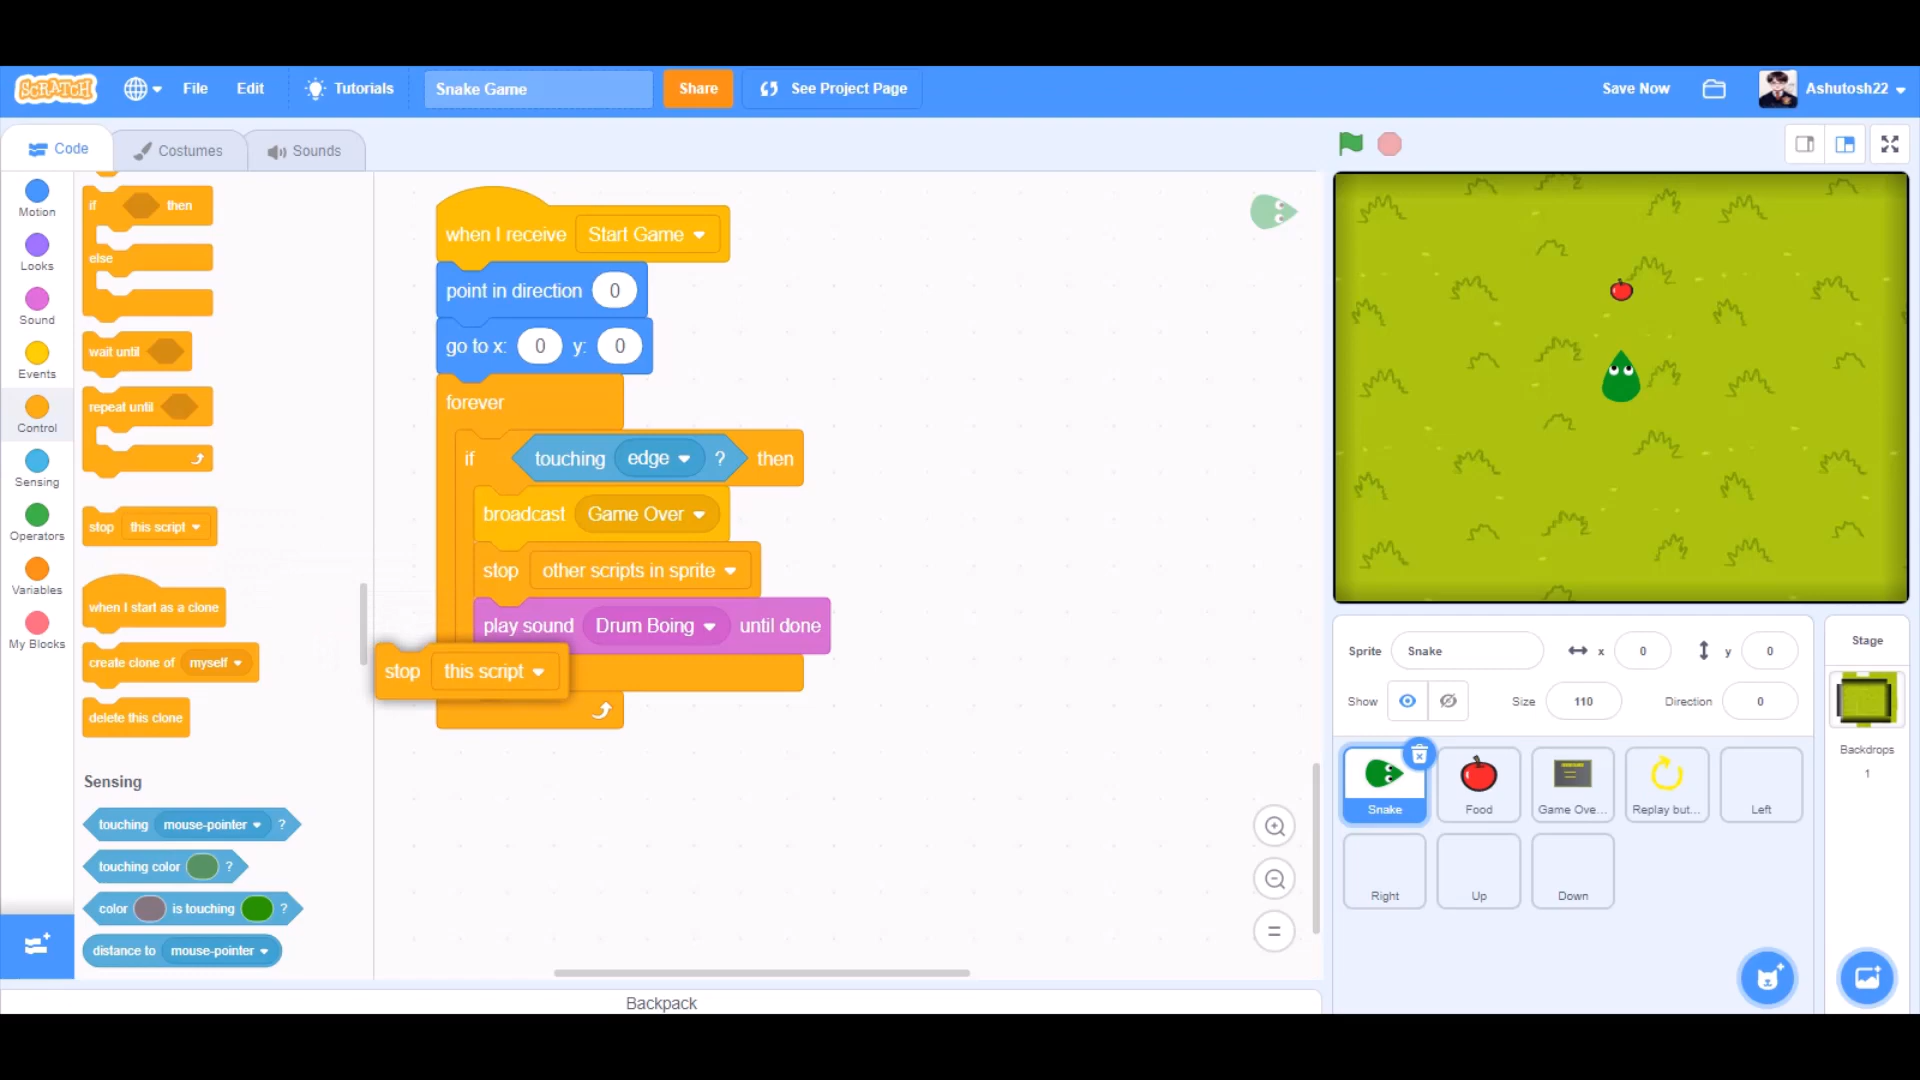 SCRATCH
File
Edit
Tutorials
Snake Game
Share
See Project Page
Save Now
Ashutosh22
Code
Costumes
Sounds
Motion
Looks
Sound
Events
Control
Sensing
Operators
Variables
My Blocks
if then
else
wait until
repeat until
stop this script
when I start as a clone
create clone of myself
delete this clone
Sensing
touching mouse-pointer ?
touching color ?
color is touching ?
distance to mouse-pointer
when I receive Start Game
point in direction 0
go to x: 0 y: 0
forever
if touching edge ? then
broadcast Game Over
stop other scripts in sprite
play sound Drum Boing until done
stop this script
Backpack
Sprite Snake x 0 y 0
Show Size 110 Direction 0
Snake
Food
Game Ove...
Replay but...
Left
Right
Up
Down
Stage
Backdrops
1